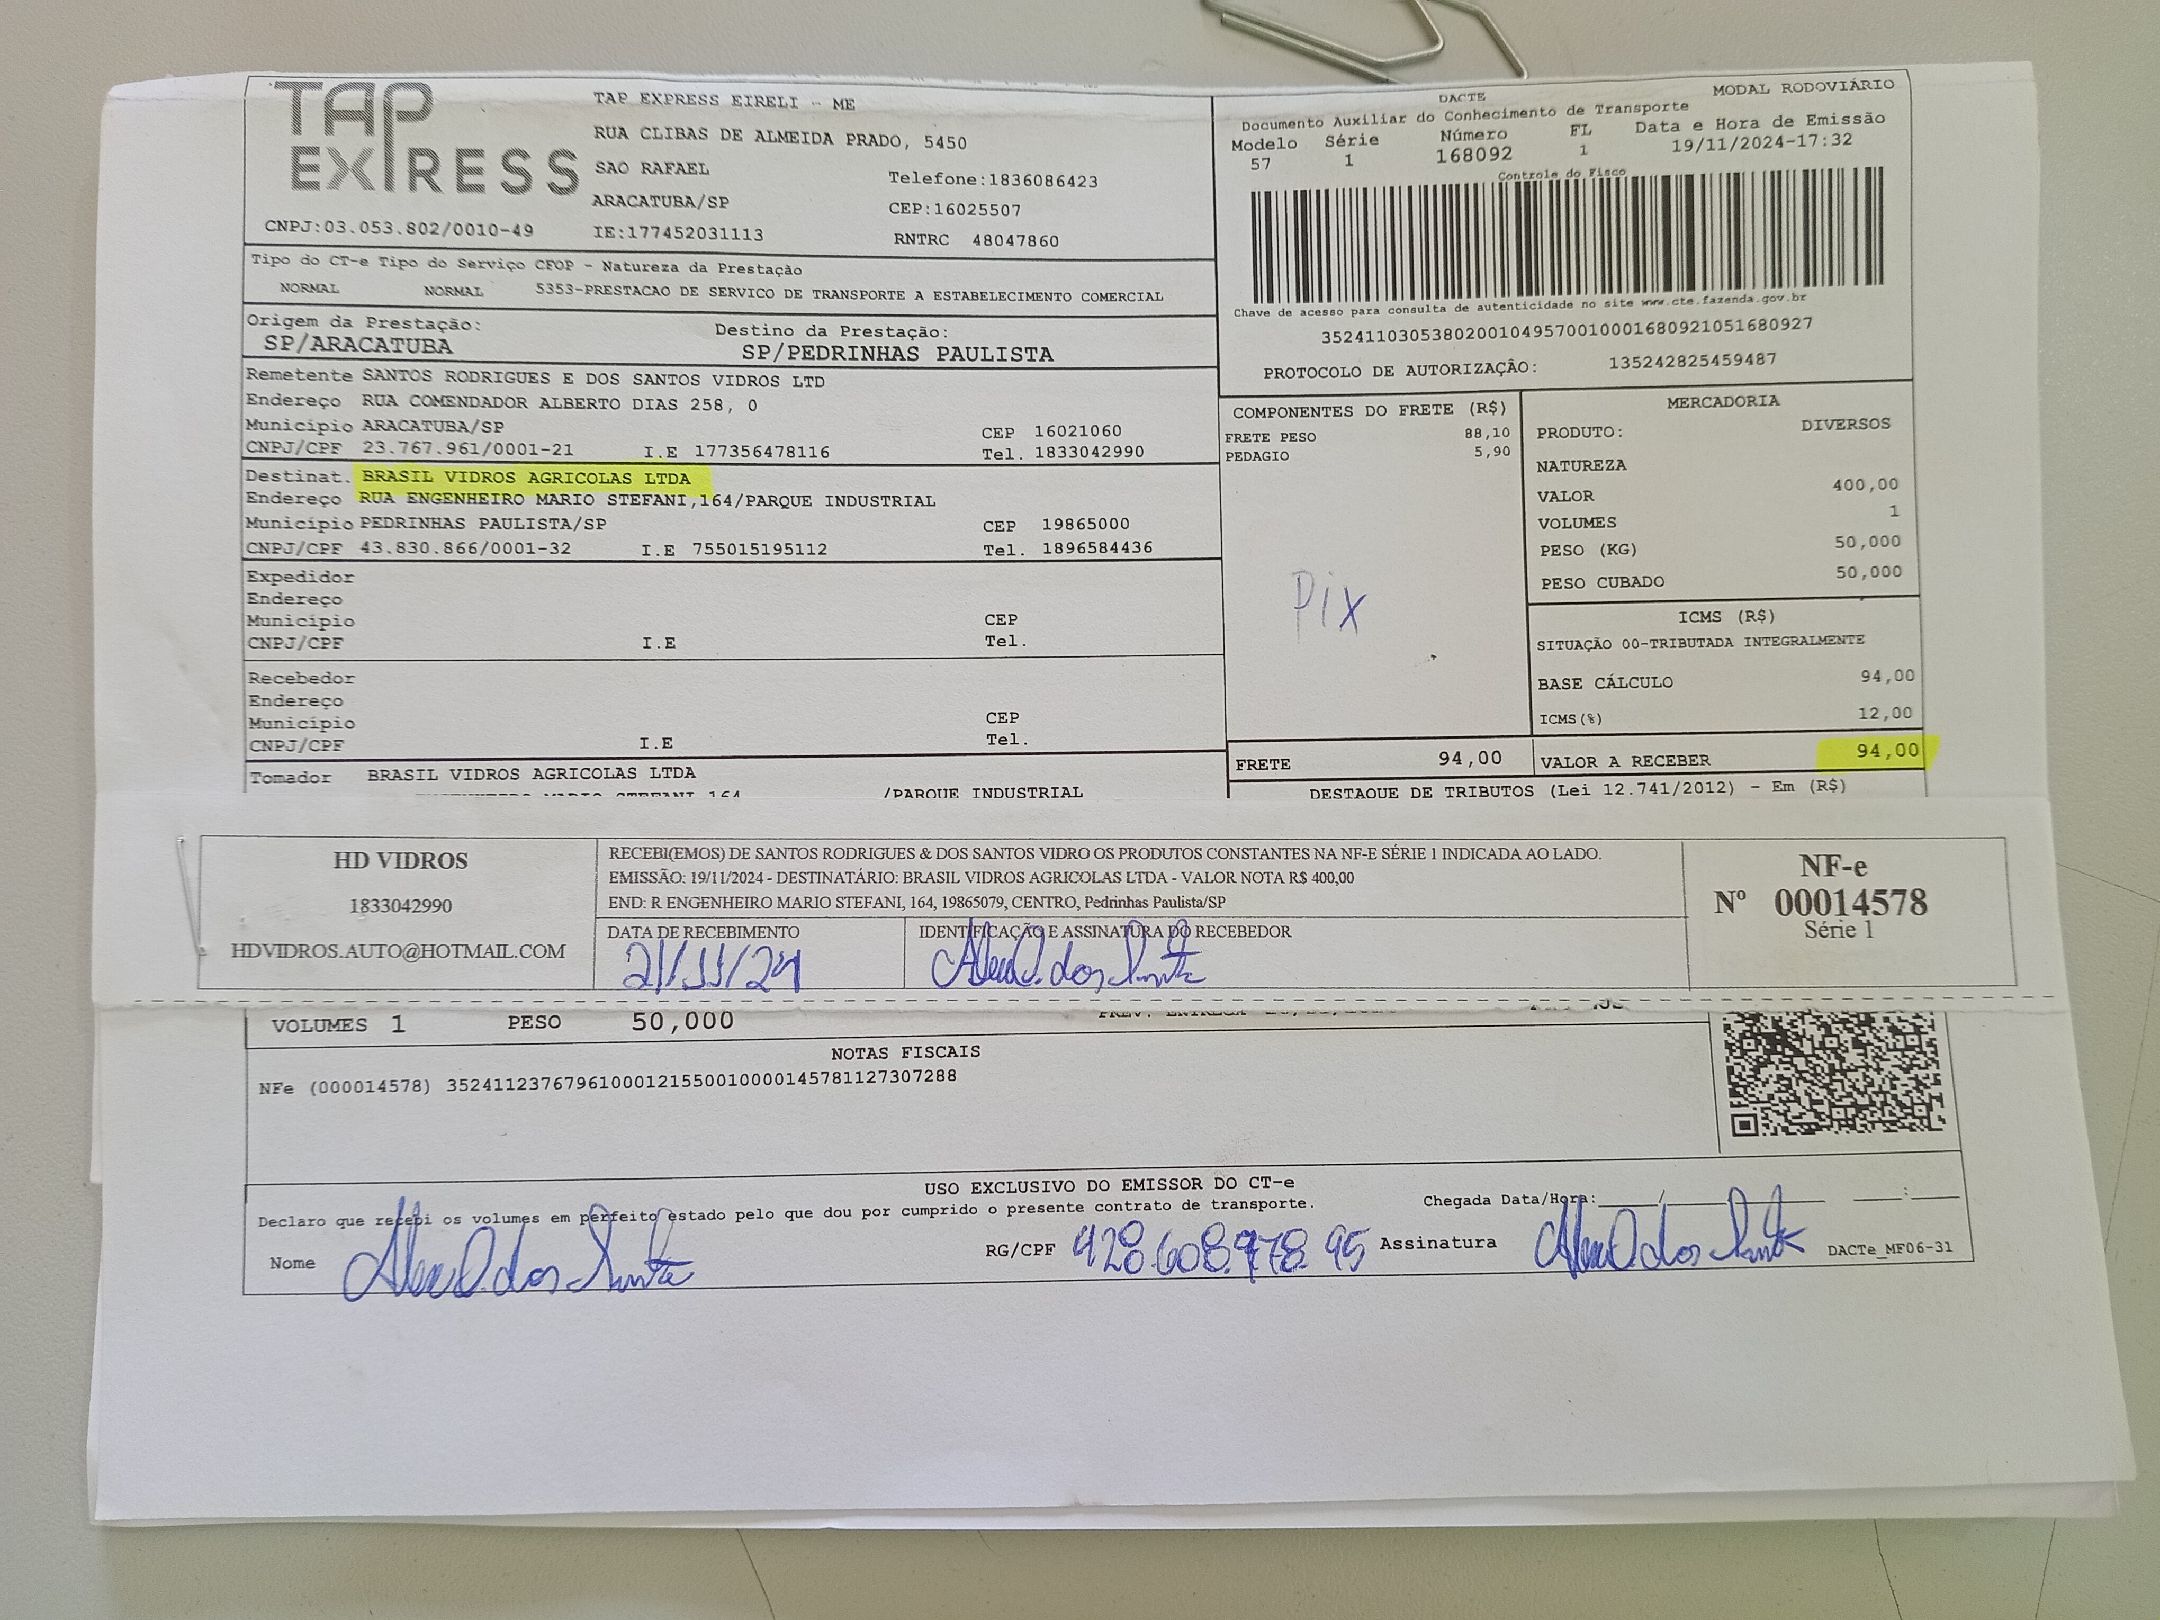 TAP
EXPRESS
TAP EXPRESS EIRELI - ME
RUA CLIBAS DE ALMEIDA PRADO, 5450
SAO RAFAEL
Telefone:1836086423
ARACATUBA/SP
CEP:16025507
CNPJ:03.053.802/0010-49
IE:177452031113
RNTRC 48047860
DACTE
MODAL RODOVIÁRIO
Documento Auxiliar do Conhecimento de Transporte
Modelo Série Número FL Data e Hora de Emissão
57 1 168092 1 19/11/2024-17:32
Controle do Fisco
Chave de acesso para consulta de autenticidade no site www.cte.fazenda.gov.br
35241103053802001049570010001680921051680927
PROTOCOLO DE AUTORIZAÇÃO: 135242825459487
Tipo do CT-e Tipo do Serviço CFOP - Natureza da Prestação
NORMAL NORMAL 5353-PRESTACAO DE SERVICO DE TRANSPORTE A ESTABELECIMENTO COMERCIAL
Origem da Prestação: Destino da Prestação:
SP/ARACATUBA SP/PEDRINHAS PAULISTA
Remetente SANTOS RODRIGUES E DOS SANTOS VIDROS LTD
Endereço RUA COMENDADOR ALBERTO DIAS 258, 0
Município ARACATUBA/SP CEP 16021060
CNPJ/CPF 23.767.961/0001-21 I.E 177356478116 Tel. 1833042990
Destinat. BRASIL VIDROS AGRICOLAS LTDA
Endereço RUA ENGENHEIRO MARIO STEFANI,164/PARQUE INDUSTRIAL
Município PEDRINHAS PAULISTA/SP CEP 19865000
CNPJ/CPF 43.830.866/0001-32 I.E 755015195112 Tel. 1896584436
Expedidor
Endereço
Município CEP
CNPJ/CPF I.E Tel.
Recebedor
Endereço
Município CEP
CNPJ/CPF I.E Tel.
Tomador BRASIL VIDROS AGRICOLAS LTDA
ENGENHEIRO MARIO STEFANI 164 /PARQUE INDUSTRIAL
COMPONENTES DO FRETE (R$)
FRETE PESO 88,10
PEDAGIO 5,90
Pix
MERCADORIA
PRODUTO: DIVERSOS
NATUREZA
VALOR 400,00
VOLUMES 1
PESO (KG) 50,000
PESO CUBADO 50,000
ICMS (R$)
SITUAÇÃO 00-TRIBUTADA INTEGRALMENTE
BASE CÁLCULO 94,00
ICMS(%) 12,00
FRETE 94,00 VALOR A RECEBER 94,00
DESTAQUE DE TRIBUTOS (Lei 12.741/2012) - Em (R$)
HD VIDROS
1833042990
HDVIDROS.AUTO@HOTMAIL.COM
RECEBI(EMOS) DE SANTOS RODRIGUES & DOS SANTOS VIDRO OS PRODUTOS CONSTANTES NA NF-E SÉRIE 1 INDICADA AO LADO.
EMISSÃO: 19/11/2024 - DESTINATÁRIO: BRASIL VIDROS AGRICOLAS LTDA - VALOR NOTA R$ 400,00
END: R ENGENHEIRO MARIO STEFANI, 164, 19865079, CENTRO, Pedrinhas Paulista/SP
DATA DE RECEBIMENTO
21/11/24
IDENTIFICAÇÃO E ASSINATURA DO RECEBEDOR
NF-e
Nº 00014578
Série 1
VOLUMES 1 PESO 50,000
NOTAS FISCAIS
NFe (000014578) 35241123767961000121550010000145781127307288
USO EXCLUSIVO DO EMISSOR DO CT-e
Declaro que recebi os volumes em perfeito estado pelo que dou por cumprido o presente contrato de transporte.
Chegada Data/Hora: / :
Nome RG/CPF 428.608.978.95 Assinatura DACTe_MF06-31